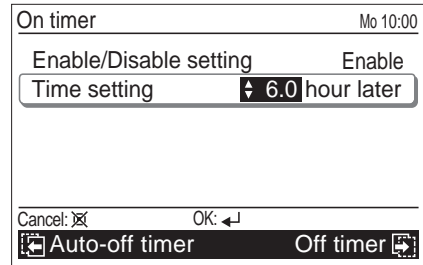 On timer Mo 10:00
Enable/Disable setting Enable
Time setting 6.0 hour later
Cancel: OK:
Auto-off timer Off timer